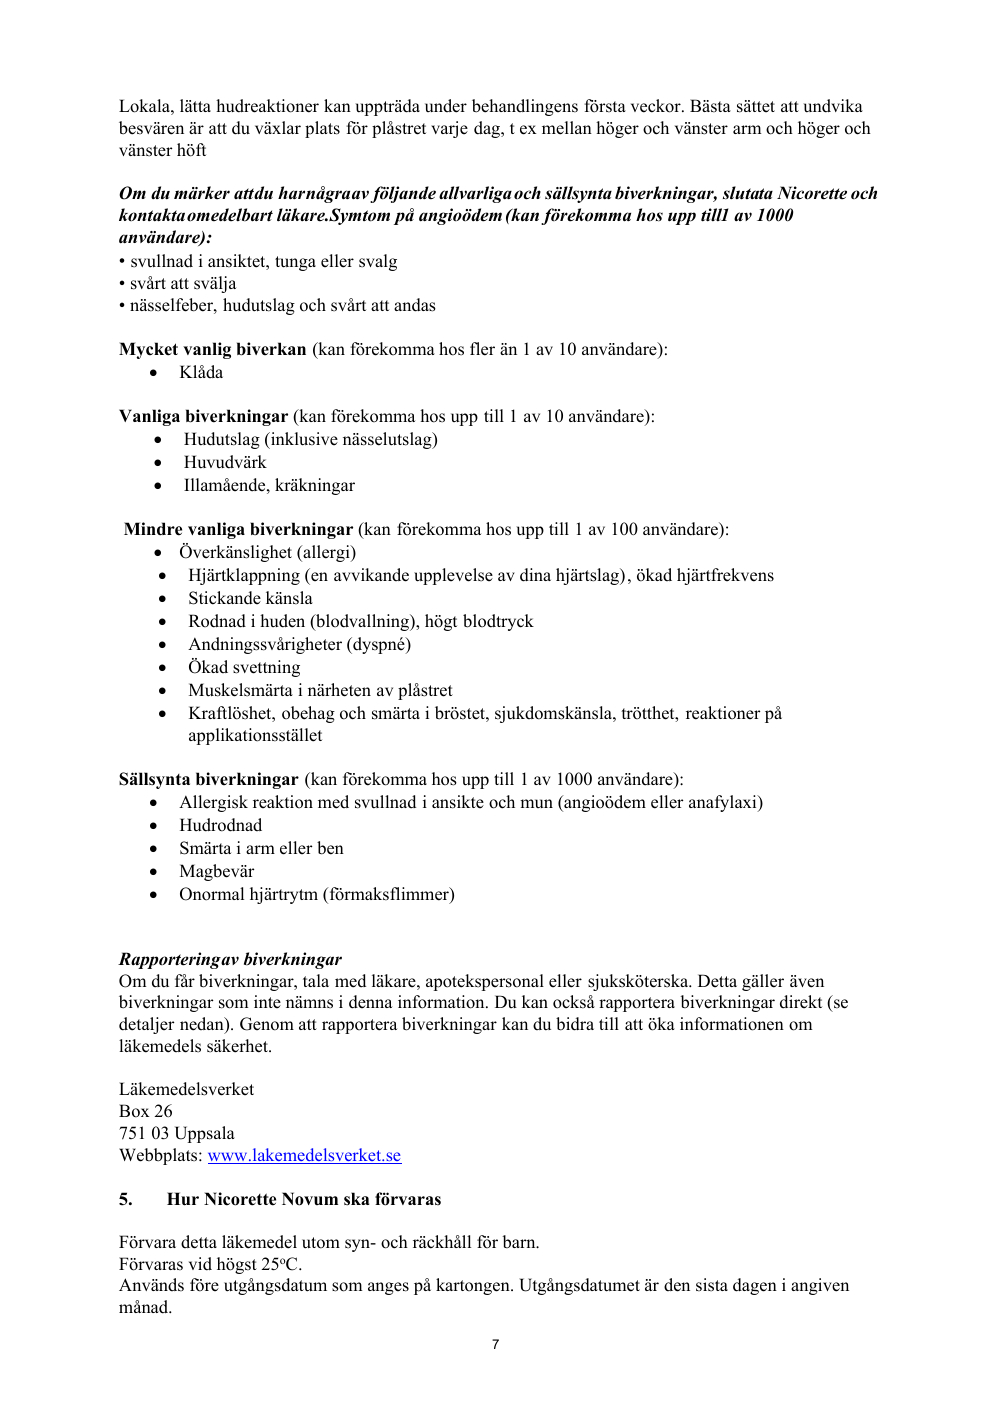 Lokala, lätta hudreaktioner kan uppträda under behandlingens första veckor. Bästa sättet att undvika
besvären är att du växlar plats för plåstret varje dag, t ex mellan höger och vänster arm och höger och
vänster höft
Om du märker attdu harnågraav följande allvarligaoch sällsynta biverkningar, slutata Nicorette och
kontaktaomedelbart läkare.Symtom på angioödem (kan förekomma hos upp till1 av 1000
användare):
• svullnad i ansiktet, tunga eller svalg
• svårt att svälja
• nässelfeber, hudutslag och svårt att andas
Mycket vanlig biverkan (kan förekomma hos fler än 1 av 10 användare):
• Klåda
Vanliga biverkningar (kan förekomma hos upp till 1 av 10 användare):
• Hudutslag (inklusive nässelutslag)
• Huvudvärk
• Illamående, kräkningar
Mindre vanliga biverkningar (kan förekomma hos upp till 1 av 100 användare):
• Överkänslighet (allergi)
• Hjärtklappning (en avvikande upplevelse av dina hjärtslag), ökad hjärtfrekvens
• Stickande känsla
• Rodnad i huden (blodvallning), högt blodtryck
• Andningssvårigheter (dyspné)
• Ökad svettning
• Muskelsmärta i närheten av plåstret
• Kraftlöshet, obehag och smärta i bröstet, sjukdomskänsla, trötthet, reaktioner på
applikationsstället
Sällsynta biverkningar (kan förekomma hos upp till 1 av 1000 användare):
• Allergisk reaktion med svullnad i ansikte och mun (angioödem eller anafylaxi)
• Hudrodnad
• Smärta i arm eller ben
• Magbevär
• Onormal hjärtrytm (förmaksflimmer)
Rapporteringav biverkningar
Om du får biverkningar, tala med läkare, apotekspersonal eller sjuksköterska. Detta gäller även
biverkningar som inte nämns i denna information. Du kan också rapportera biverkningar direkt (se
detaljer nedan). Genom att rapportera biverkningar kan du bidra till att öka informationen om
läkemedels säkerhet.
Läkemedelsverket
Box 26
751 03 Uppsala
Webbplats: www.lakemedelsverket.se
5. Hur Nicorette Novum ska förvaras
Förvara detta läkemedel utom syn- och räckhåll för barn.
Förvaras vid högst 25°C.
Används före utgångsdatum som anges på kartongen. Utgångsdatumet är den sista dagen i angiven
månad.
7